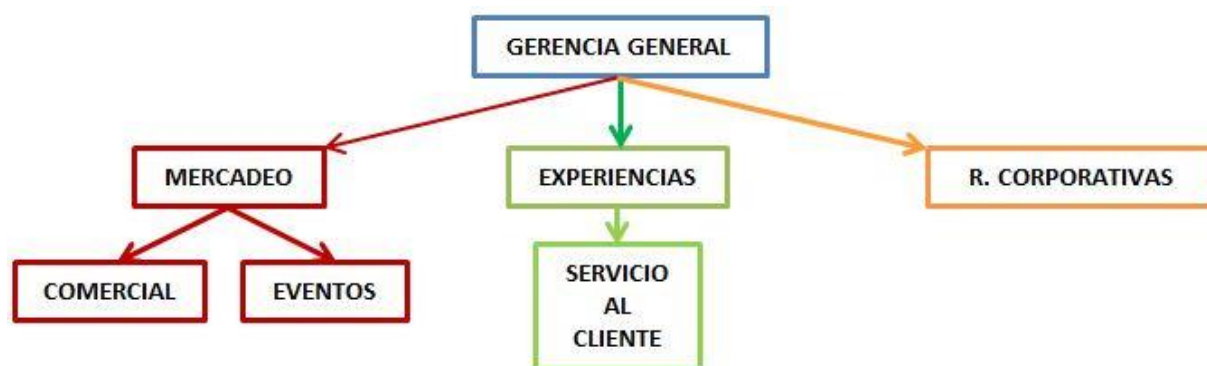 GERENCIA GENERAL
MERCADEO
EXPERIENCIAS
R. CORPORATIVAS
COMERCIAL
EVENTOS
SERVICIO
AL
CLIENTE